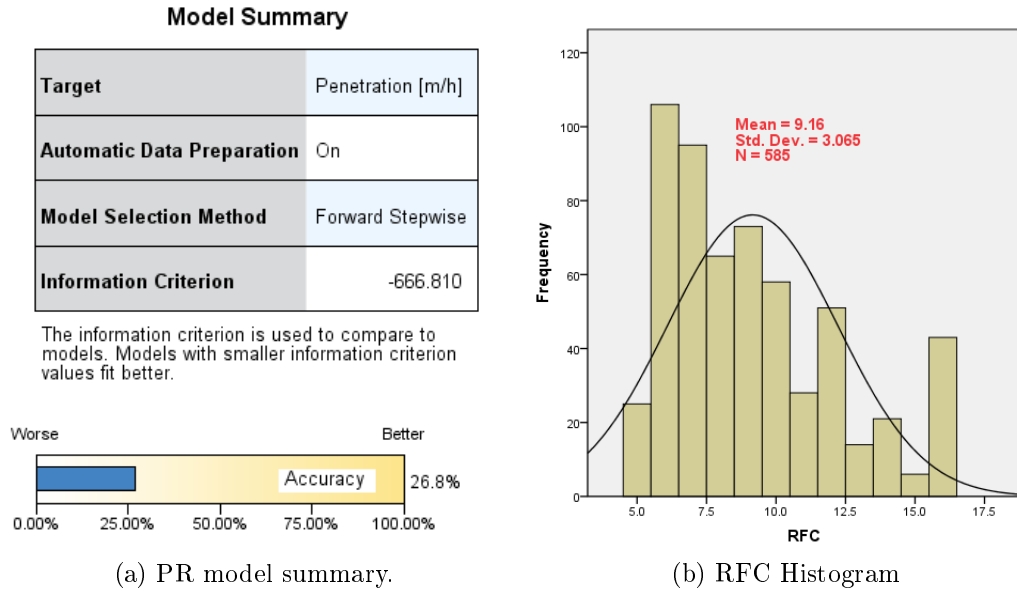 Model Summary
Target Penetration [m/h]
Automatic Data Preparation On
Model Selection Method Forward Stepwise
Information Criterion -666.810
The information criterion is used to compare to
models. Models with smaller information criterion
values fit better.
Worse Better
Accuracy 26.8%
0.00% 25.00% 50.00% 75.00% 100.00%
(a) PR model summary.
120
100
80
60
40
20
0
Frequency
Mean = 9.16
Std. Dev. = 3.065
N = 585
5.0 7.5 10.0 12.5 15.0 17.5
RFC
(b) RFC Histogram